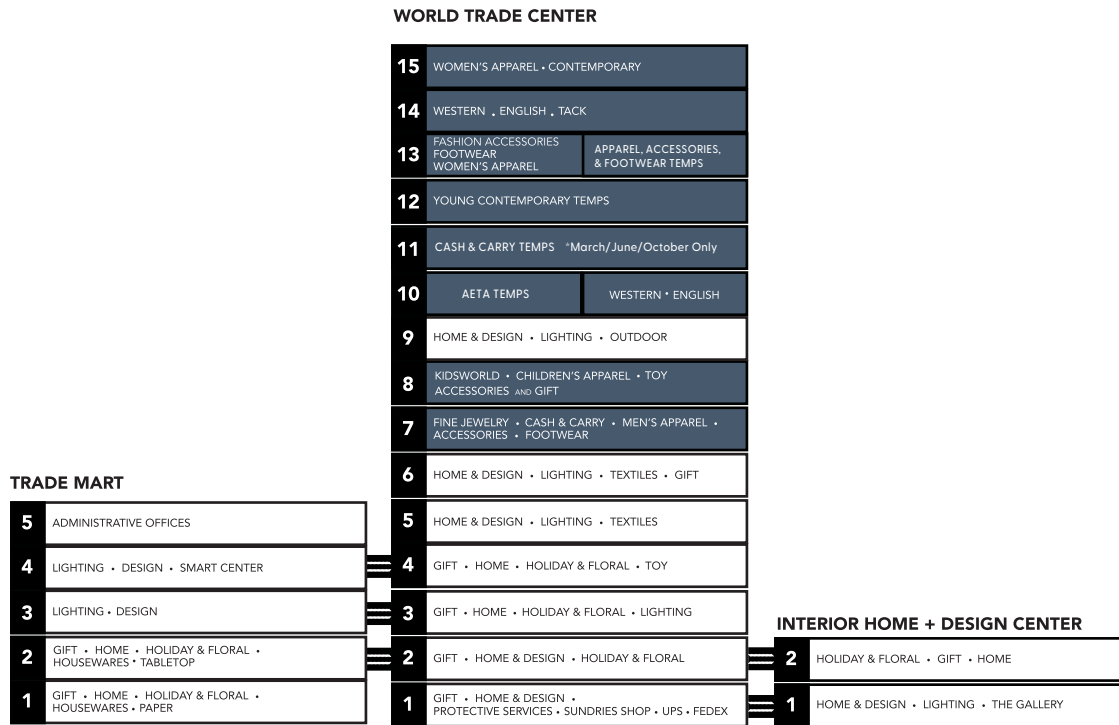 WORLD TRADE CENTER
15 WOMEN'S APPAREL • CONTEMPORARY
14 WESTERN • ENGLISH • TACK
13 FASHION ACCESSORIES
FOOTWEAR
WOMEN'S APPAREL
APPAREL, ACCESSORIES,
& FOOTWEAR TEMPS
12 YOUNG CONTEMPORARY TEMPS
11 CASH & CARRY TEMPS *March/June/October Only
10 AETA TEMPS WESTERN • ENGLISH
9 HOME & DESIGN • LIGHTING • OUTDOOR
8 KIDSWORLD • CHILDREN'S APPAREL • TOY
ACCESSORIES AND GIFT
7 FINE JEWELRY • CASH & CARRY • MEN'S APPAREL •
ACCESSORIES • FOOTWEAR
6 HOME & DESIGN • LIGHTING • TEXTILES • GIFT
5 HOME & DESIGN • LIGHTING • TEXTILES
4 GIFT • HOME • HOLIDAY & FLORAL • TOY
3 GIFT • HOME • HOLIDAY & FLORAL • LIGHTING
2 GIFT • HOME & DESIGN • HOLIDAY & FLORAL
1 GIFT • HOME & DESIGN •
PROTECTIVE SERVICES • SUNDRIES SHOP • UPS • FEDEX
TRADE MART
5 ADMINISTRATIVE OFFICES
4 LIGHTING • DESIGN • SMART CENTER
3 LIGHTING • DESIGN
2 GIFT • HOME • HOLIDAY & FLORAL •
HOUSEWARES • TABLETOP
1 GIFT • HOME • HOLIDAY & FLORAL •
HOUSEWARES • PAPER
INTERIOR HOME + DESIGN CENTER
2 HOLIDAY & FLORAL • GIFT • HOME
1 HOME & DESIGN • LIGHTING • THE GALLERY